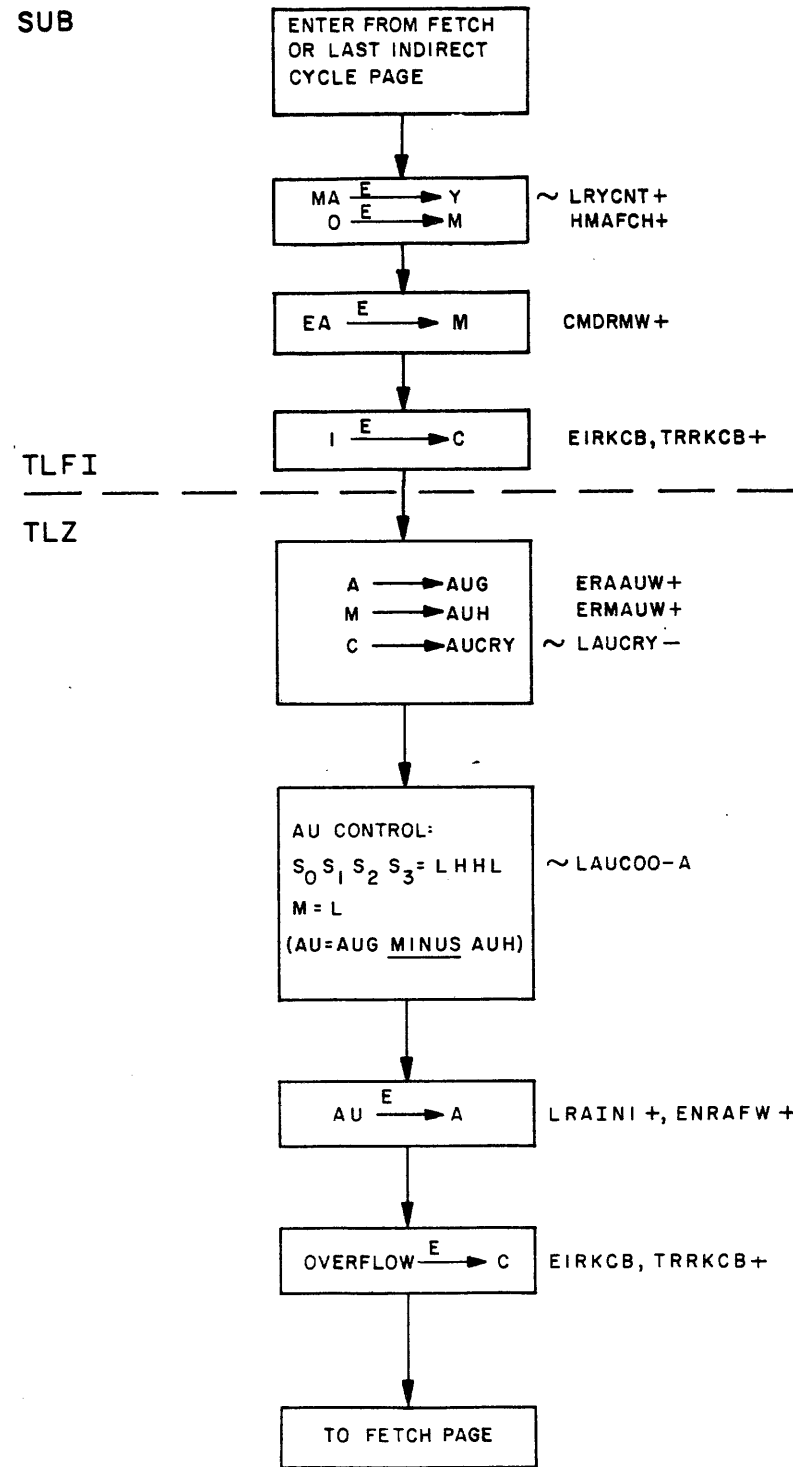 SUB
ENTER FROM FETCH
OR LAST INDIRECT
CYCLE PAGE
MA E → Y ~ LRYCNT+
O E → M HMAFCH+
EA E → M CMDRMW+
I E → C EIRKCB, TRRKCB+
TLFI
TLZ
A → AUG ERAAUW+
M → AUH ERMAUW+
C → AUCRY ~ LAUCRY–
AU CONTROL:
S0 S1 S2 S3= L H H L ~ LAUCOO-A
M = L
(AU=AUG MINUS AUH)
AU E → A LRAINI+, ENRAFW+
OVERFLOW E → C EIRKCB, TRRKCB+
TO FETCH PAGE